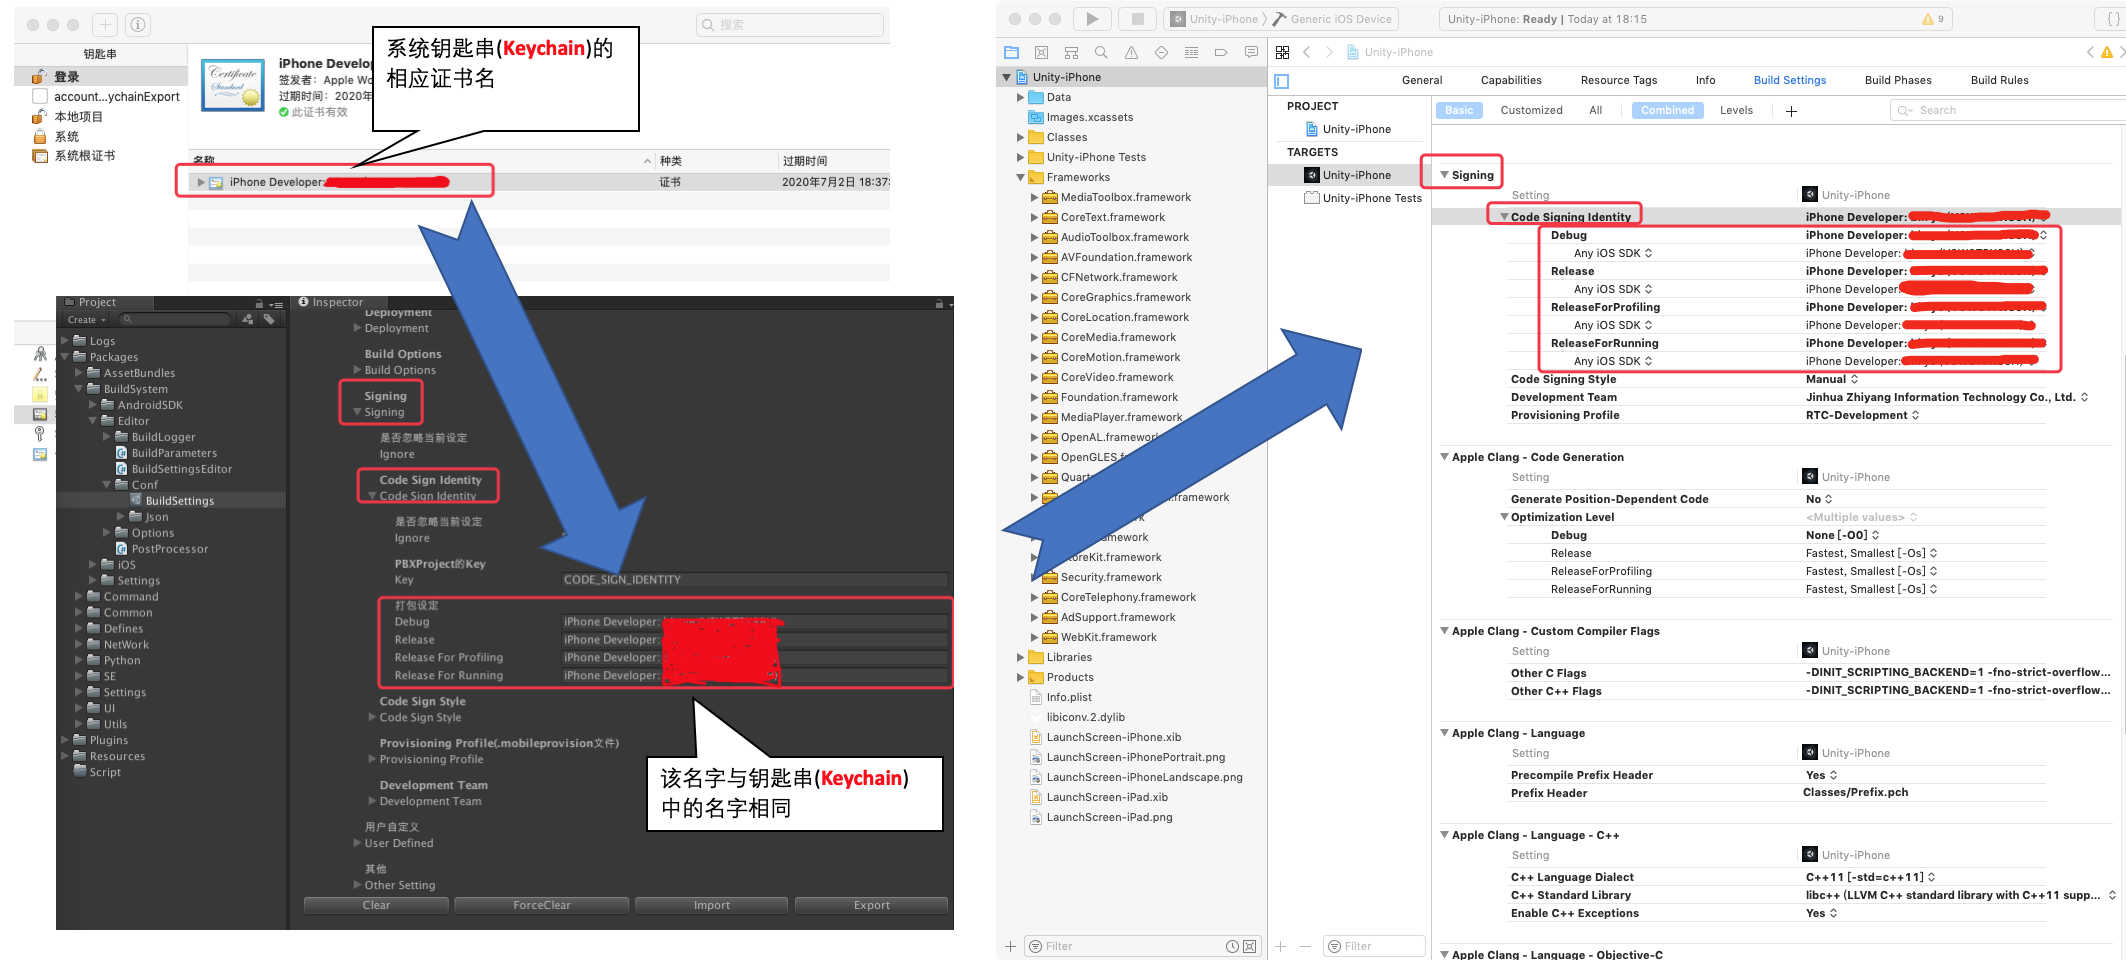 搜索
钥匙串
登录
account...ychainExport
本地项目
系统
系统根证书
iPhone Develop
签发者：Apple Wo
过期时间：2020年
此证书有效
系统钥匙串(Keychain)的
相应证书名
名称
种类
过期时间
iPhone Developer:
证书
2020年7月2日 18:37:
Project
Create
Logs
Packages
AssetBundles
BuildSystem
AndroidSDK
Editor
BuildLogger
BuildParameters
BuildSettingsEditor
Conf
BuildSettings
Json
Options
PostProcessor
iOS
Settings
Command
Common
Defines
NetWork
Python
SE
Settings
UI
Utils
Plugins
Resources
Script
Inspector
Deployment
Deployment
Build Options
Build Options
Signing
Signing
是否忽略当前设定
Ignore
Code Sign Identity
Code Sign Identity
是否忽略当前设定
Ignore
PBXProject的Key
Key CODE_SIGN_IDENTITY
打包设定
Debug iPhone Developer:
Release iPhone Developer:
Release For Profiling iPhone Developer:
Release For Running iPhone Developer:
Code Sign Style
Code Sign Style
Provisioning Profile(.mobileprovision文件)
Provisioning Profile
Development Team
Development Team
用户自定义
User Defined
其他
Other Setting
Clear ForceClear Import Export
该名字与钥匙串(Keychain)
中的名字相同
Unity-iPhone Generic iOS Device
Unity-iPhone: Ready | Today at 18:15
9
Unity-iPhone
Data
Images.xcassets
Classes
Unity-iPhone Tests
Frameworks
MediaToolbox.framework
CoreText.framework
AudioToolbox.framework
AVFoundation.framework
CFNetwork.framework
CoreGraphics.framework
CoreLocation.framework
CoreMedia.framework
CoreMotion.framework
CoreVideo.framework
Foundation.framework
MediaPlayer.framework
OpenAL.framework
OpenGLES.fr
Quart
.framework
rk
amework
toreKit.framework
Security.framework
CoreTelephony.framework
AdSupport.framework
WebKit.framework
Libraries
Products
Info.plist
libiconv.2.dylib
LaunchScreen-iPhone.xib
LaunchScreen-iPhonePortrait.png
LaunchScreen-iPhoneLandscape.png
LaunchScreen-iPad.xib
LaunchScreen-iPad.png
Filter
Unity-iPhone
General Capabilities Resource Tags Info Build Settings Build Phases Build Rules
PROJECT
Unity-iPhone
TARGETS
Unity-iPhone
Unity-iPhone Tests
Filter
Basic Customized All Combined Levels Search
Signing
Setting Unity-iPhone
Code Signing Identity iPhone Developer:
Debug iPhone Developer:
Any iOS SDK iPhone Developer:
Release iPhone Developer:
Any iOS SDK iPhone Developer:
ReleaseForProfiling iPhone Developer:
Any iOS SDK iPhone Developer:
ReleaseForRunning iPhone Developer:
Any iOS SDK iPhone Developer:
Code Signing Style Manual
Development Team Jinhua Zhiyang Information Technology Co., Ltd.
Provisioning Profile RTC-Development
Apple Clang - Code Generation
Setting Unity-iPhone
Generate Position-Dependent Code No
Optimization Level <Multiple values>
Debug None [-O0]
Release Fastest, Smallest [-Os]
ReleaseForProfiling Fastest, Smallest [-Os]
ReleaseForRunning Fastest, Smallest [-Os]
Apple Clang - Custom Compiler Flags
Setting Unity-iPhone
Other C Flags -DINIT_SCRIPTING_BACKEND=1 -fno-strict-overflow...
Other C++ Flags -DINIT_SCRIPTING_BACKEND=1 -fno-strict-overflow...
Apple Clang - Language
Setting Unity-iPhone
Precompile Prefix Header Yes
Prefix Header Classes/Prefix.pch
Apple Clang - Language - C++
Setting Unity-iPhone
C++ Language Dialect C++11 [-std=c++11]
C++ Standard Library libc++ (LLVM C++ standard library with C++11 supp...
Enable C++ Exceptions Yes
Apple Clang - Language - Objective-C